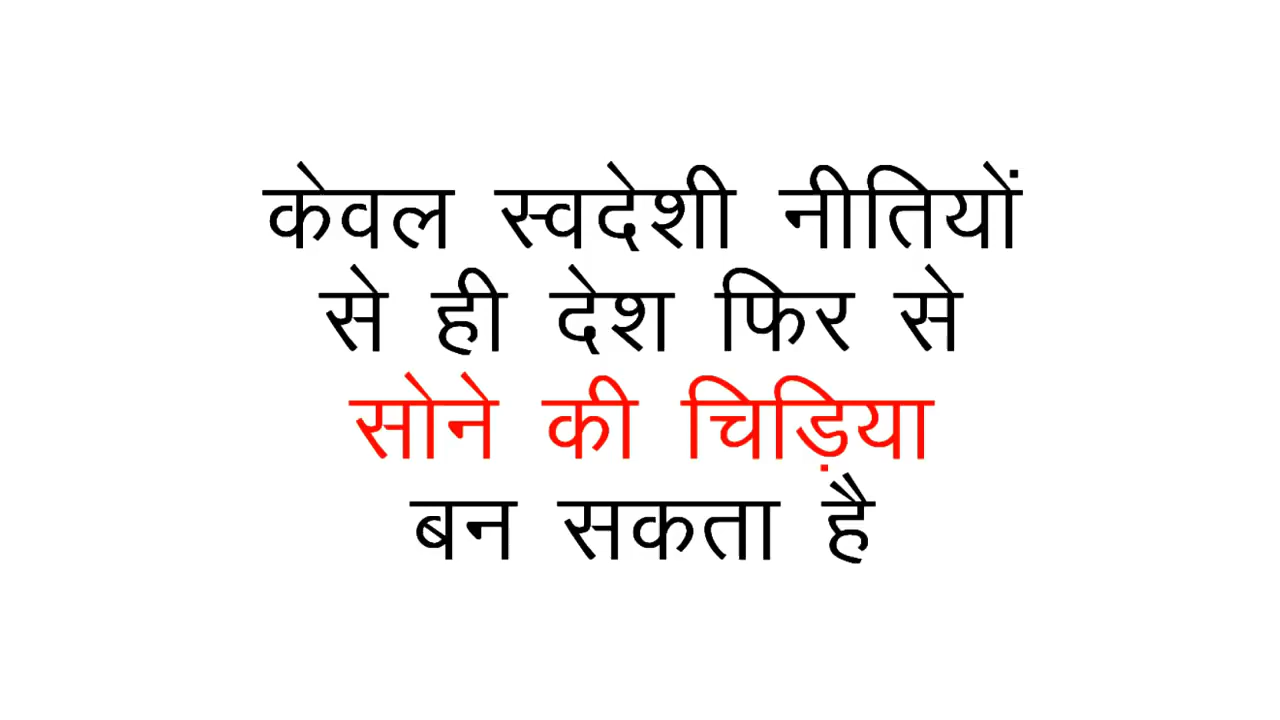 केवल स्वदेशी नीतियों
से ही देश फिर से
सोने की चिड़िया
बन सकता है